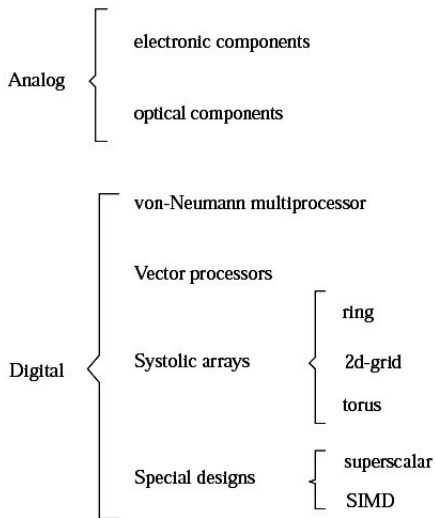 electronic components
Analog
optical components
von-Neumann multiprocessor
Vector processors
ring
Digital
Systolic arrays
2d-grid
torus
Special designs
superscalar
SIMD